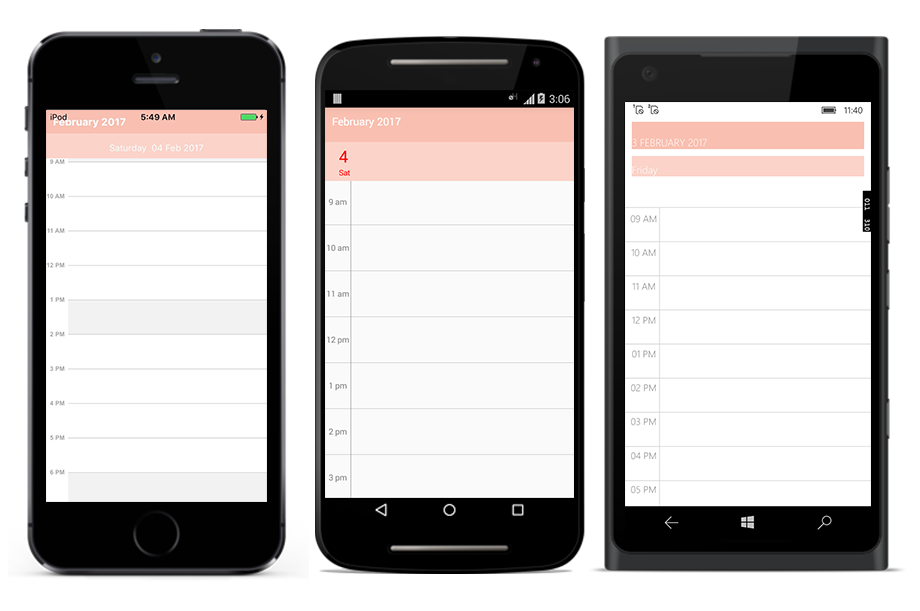 iPod 5:49 AM
February 2017
Saturday 04 Feb 2017
9 AM
10 AM
11 AM
12 PM
1 PM
2 PM
3 PM
4 PM
5 PM
6 PM
3:06
February 2017
4
Sat
9 am
10 am
11 am
12 pm
1 pm
2 pm
3 pm
11:40
3 FEBRUARY 2017
Friday
011 310
09 AM
10 AM
11 AM
12 PM
01 PM
02 PM
03 PM
04 PM
05 PM